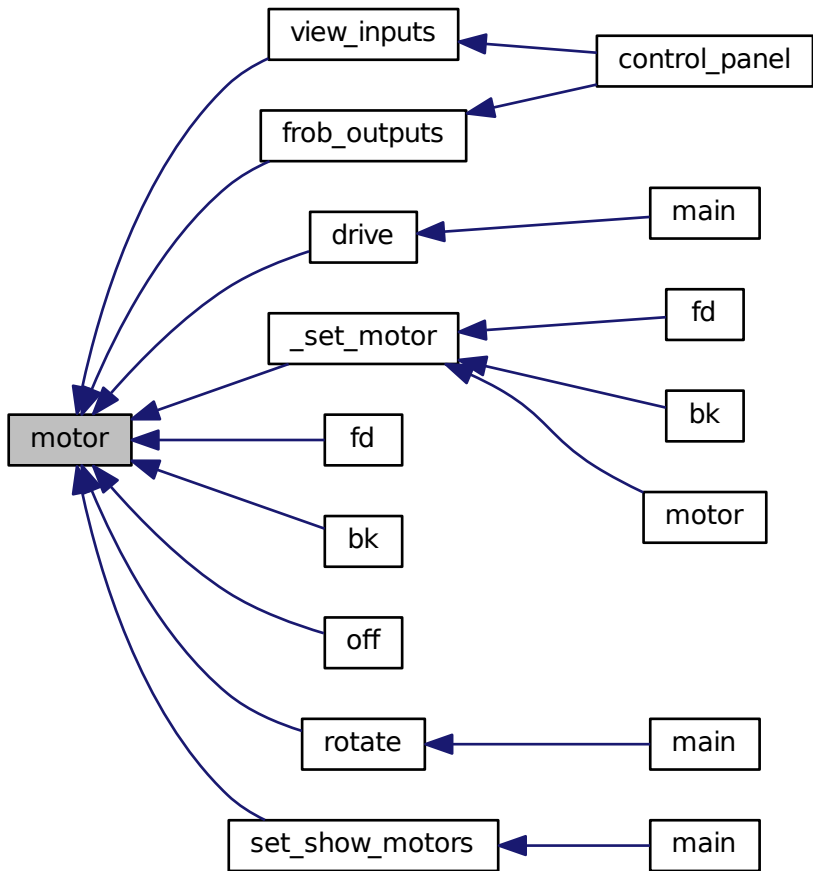 view_inputs
control_panel
frob_outputs
drive
main
_set_motor
fd
bk
motor
motor
fd
bk
off
rotate
main
set_show_motors
main